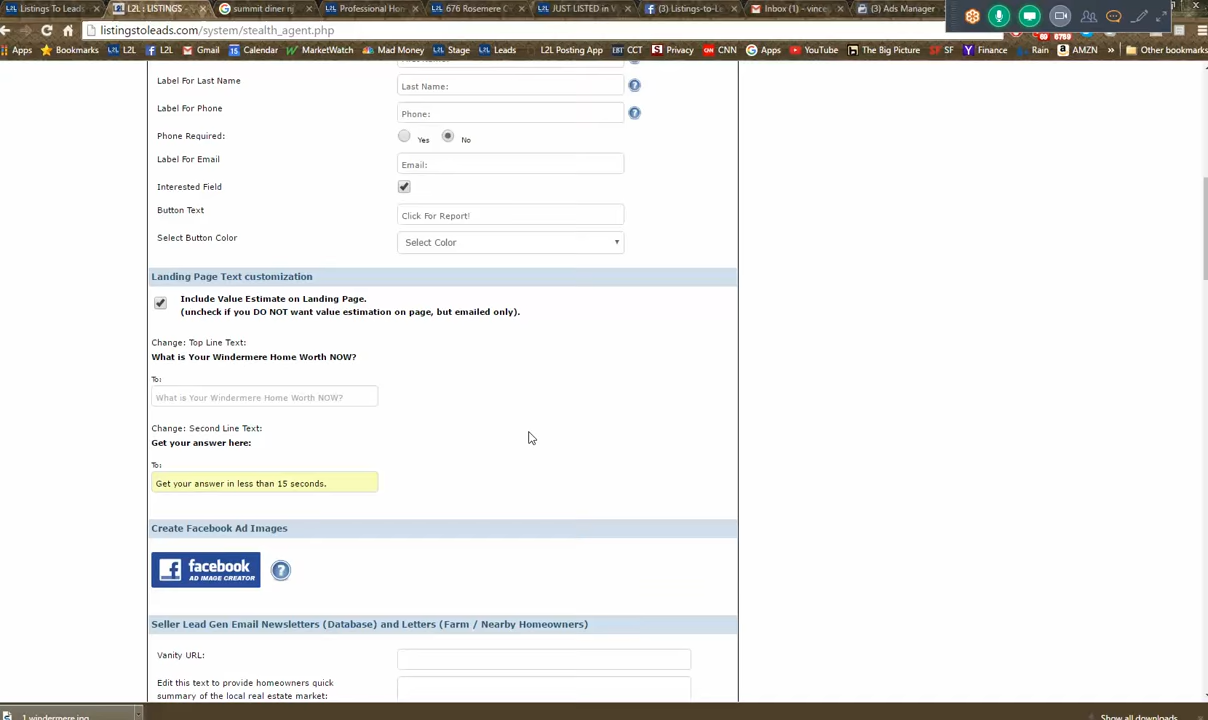 Listings To Lead
L2L : LISTINGS -
summit diner nj
Professional Ho
676 Rosemere C
JUST LISTED in V
(3) Listings-to-L
Inbox (1) - vince
(3) Ads Manager
listingstoleads.com/system/stealth_agent.php
Apps
Bookmarks
L2L
Gmail
Calendar
MarketWatch
Mad Money
Stage
Leads
L2L Posting App
CCT
Privacy
CNN
Apps
YouTube
The Big Picture
SF
Finance
Rain
AMZN
»
Other bookmarks
Label For Last Name
Last Name:
Label For Phone
Phone:
Phone Required:
Yes
No
Label For Email
Email:
Interested Field
Button Text
Click For Report!
Select Button Color
Select Color
Landing Page Text customization
Include Value Estimate on Landing Page.
(uncheck if you DO NOT want value estimation on page, but emailed only).
Change: Top Line Text:
What is Your Windermere Home Worth NOW?
To:
What is Your Windermere Home Worth NOW?
Change: Second Line Text:
Get your answer here:
To:
Get your answer in less than 15 seconds.
Create Facebook Ad Images
facebook
AD IMAGE CREATOR
Seller Lead Gen Email Newsletters (Database) and Letters (Farm / Nearby Homeowners)
Vanity URL:
Edit this text to provide homeowners quick
summary of the local real estate market:
1 windermere.jpg
Show all downloads